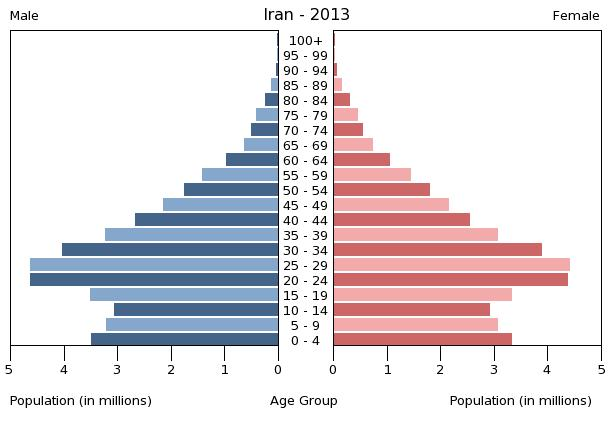 Male Iran - 2013 Female
100+
95 - 99
90 - 94
85 - 89
80 - 84
75 - 79
70 - 74
65 - 69
60 - 64
55 - 59
50 - 54
45 - 49
40 - 44
35 - 39
30 - 34
25 - 29
20 - 24
15 - 19
10 - 14
5 - 9
0 - 4
5 4 3 2 1 0 0 1 2 3 4 5
Population (in millions) Age Group Population (in millions)